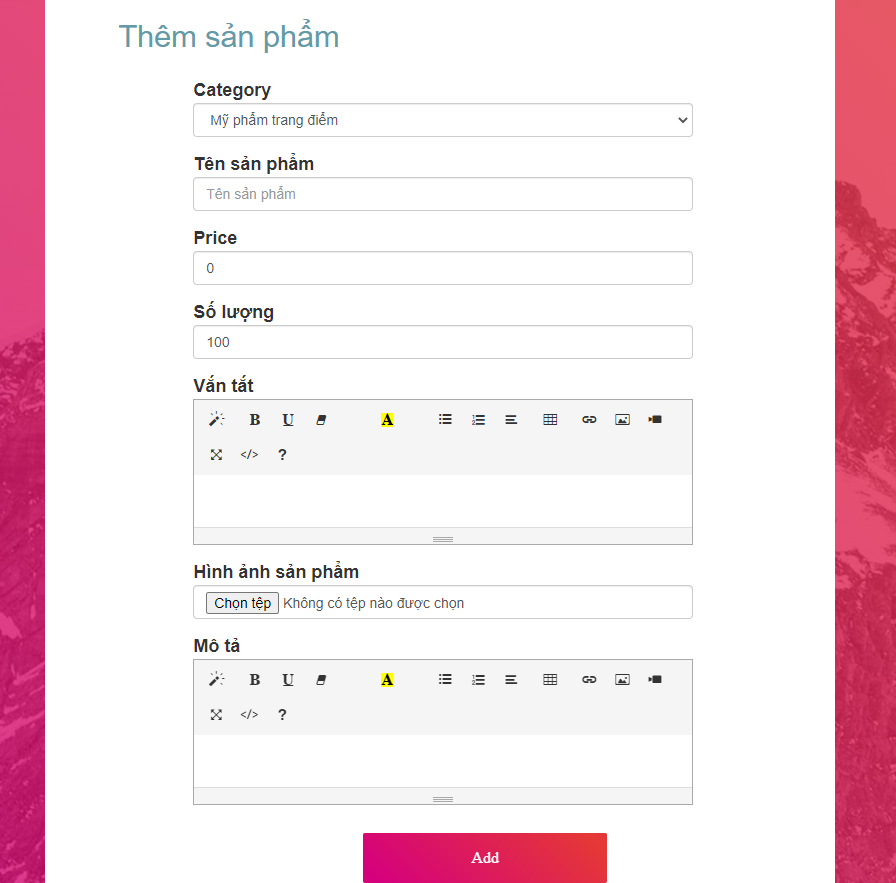 Thêm sản phẩm
Category
Mỹ phẩm trang điểm
Tên sản phẩm
Tên sản phẩm
Price
0
Số lượng
100
Vắn tắt
B U A
</> ?
Hình ảnh sản phẩm
Chọn tệp Không có tệp nào được chọn
Mô tả
B U A
</> ?
Add